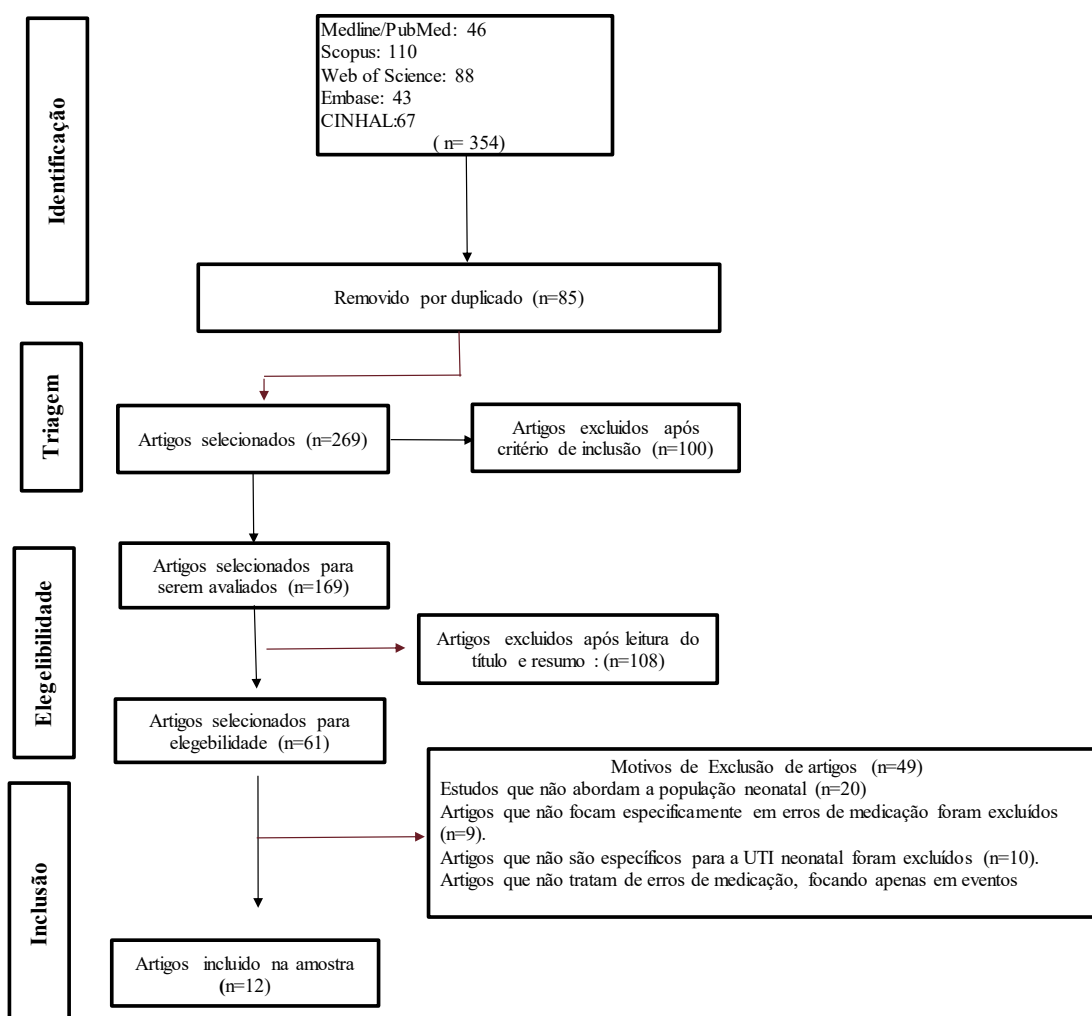 Identificação
Medline/PubMed: 46
Scopus: 110
Web of Science: 88
Embase: 43
CINHAL:67
( n= 354)
Removido por duplicado (n=85)
Triagem
Artigos selecionados (n=269)
Artigos excluidos após
critério de inclusão (n=100)
Elegelibilidade
Artigos selecionados para
serem avaliados (n=169)
Artigos excluidos após leitura do
título e resumo : (n=108)
Artigos selecionados para
elegebilidade (n=61)
Inclusão
Motivos de Exclusão de artigos (n=49)
Estudos que não abordam a população neonatal (n=20)
Artigos que não focam especificamente em erros de medicação foram excluídos
(n=9).
Artigos que não são específicos para a UTI neonatal foram excluídos (n=10).
Artigos que não tratam de erros de medicação, focando apenas em eventos
Artigos incluido na amostra
(n=12)